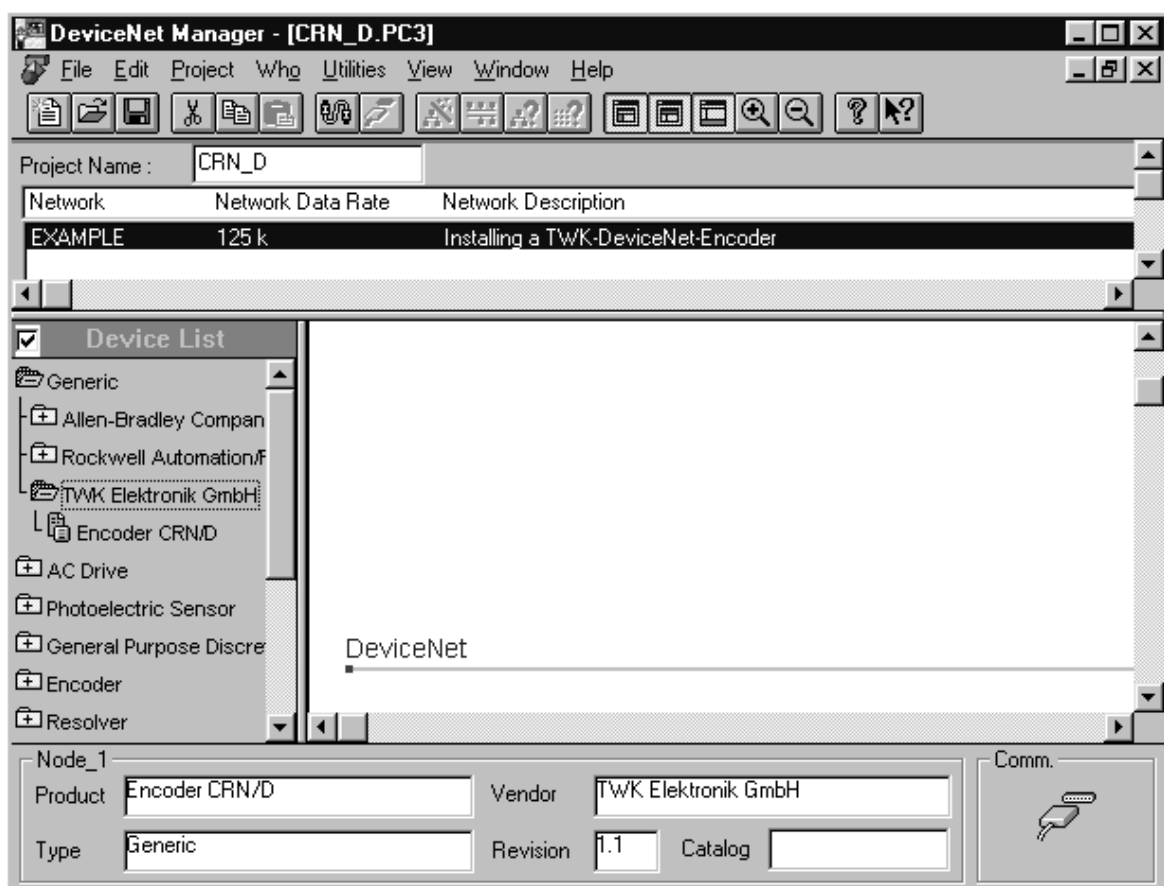 DeviceNet Manager - [CRN_D.PC3]
File Edit Project Who Utilities View Window Help
Project Name : CRN_D
Network Network Data Rate Network Description
EXAMPLE 125 k Installing a TWK-DeviceNet-Encoder
Device List
Generic
Allen-Bradley Compan
Rockwell Automation/F
TWK Elektronik GmbH
Encoder CRN/D
AC Drive
Photoelectric Sensor
General Purpose Discre
Encoder
Resolver
DeviceNet
Node_1
Comm.
Product Encoder CRN/D Vendor TWK Elektronik GmbH
Type Generic Revision 1.1 Catalog